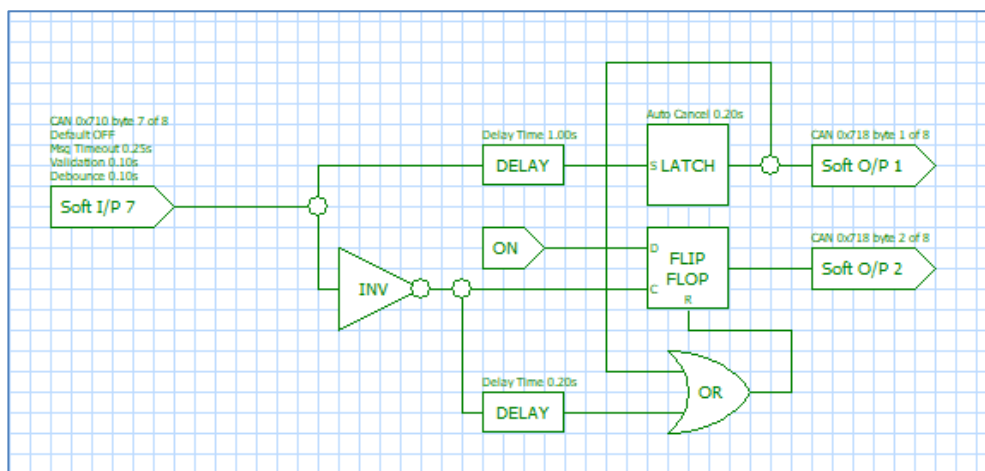 CAN 0x710 byte 7 of 8
Default OFF
Msg Timeout 0.25s
Validation 0.10s
Debounce 0.10s
Soft I/P 7
Delay Time 1.00s
DELAY
Auto Cancel 0.20s
S LATCH
CAN 0x718 byte 1 of 8
Soft O/P 1
INV
ON
D
FLIP
FLOP
C
R
CAN 0x718 byte 2 of 8
Soft O/P 2
Delay Time 0.20s
DELAY
OR